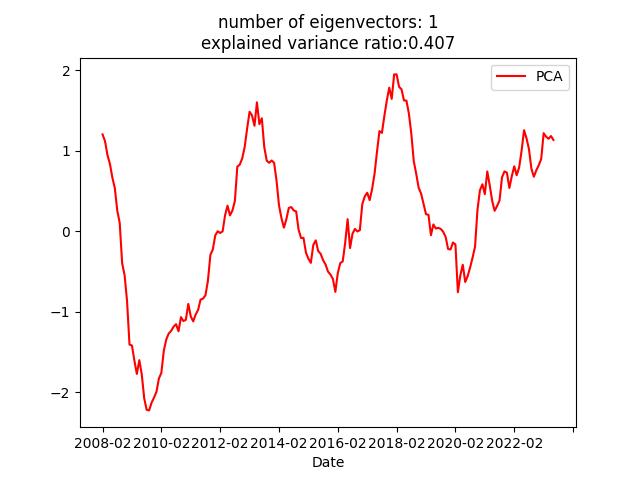 number of eigenvectors: 1
explained variance ratio:0.407
PCA
2
1
0
−1
−2
2008-02 2010-02 2012-02 2014-02 2016-02 2018-02 2020-02 2022-02
Date